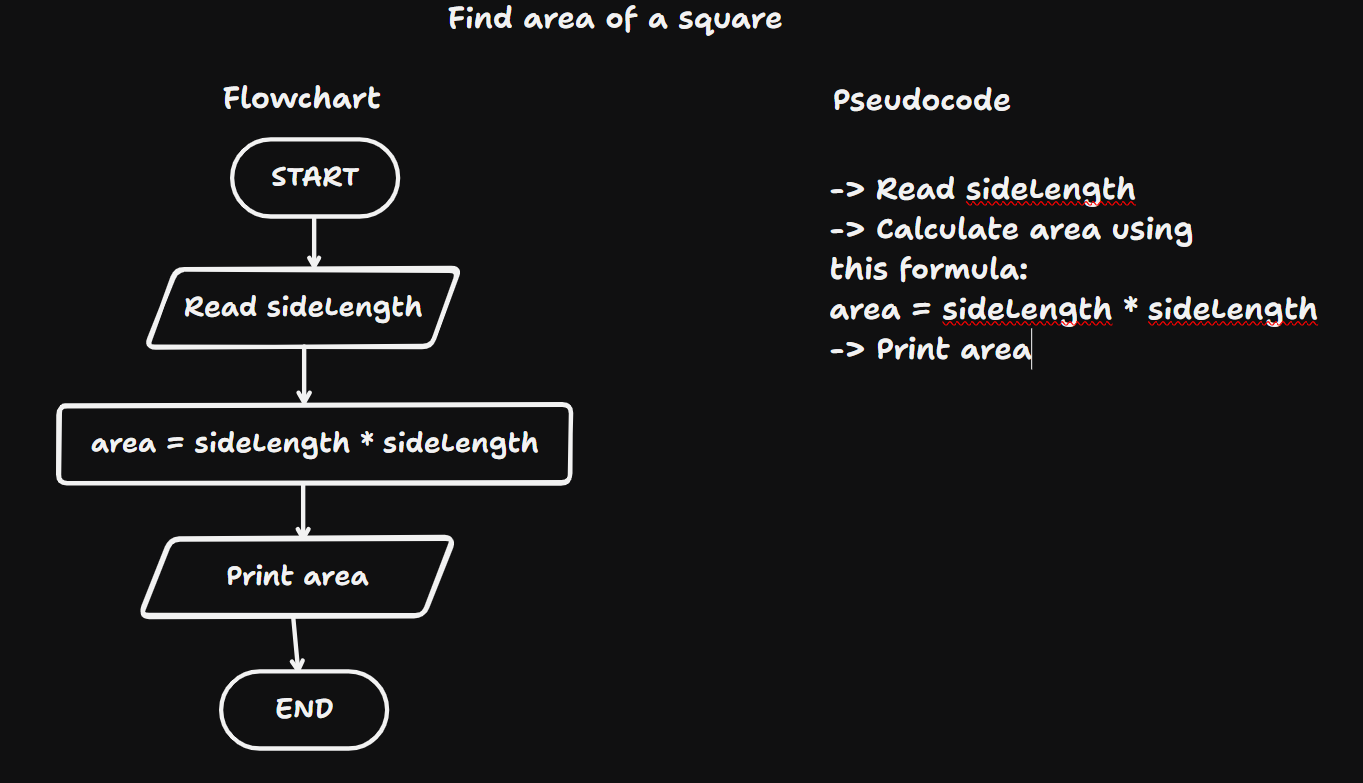 Find area of a square
Flowchart
START
Read sideLength
area = sideLength * sideLength
Print area
END
Pseudocode
-> Read sideLength
-> Calculate area using
this formula:
area = sideLength * sideLength
-> Print area